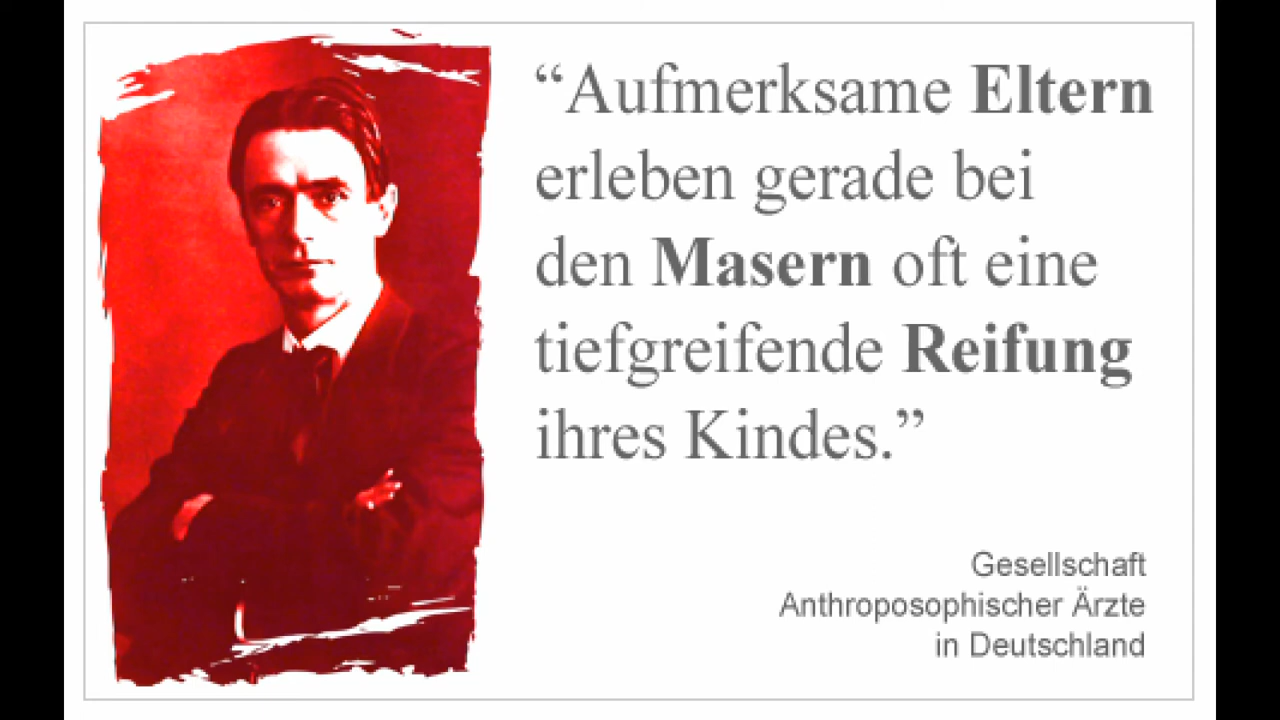 “Aufmerksame Eltern
erleben gerade bei
den Masern oft eine
tiefgreifende Reifung
ihres Kindes.”
Gesellschaft
Anthroposophischer Ärzte
in Deutschland